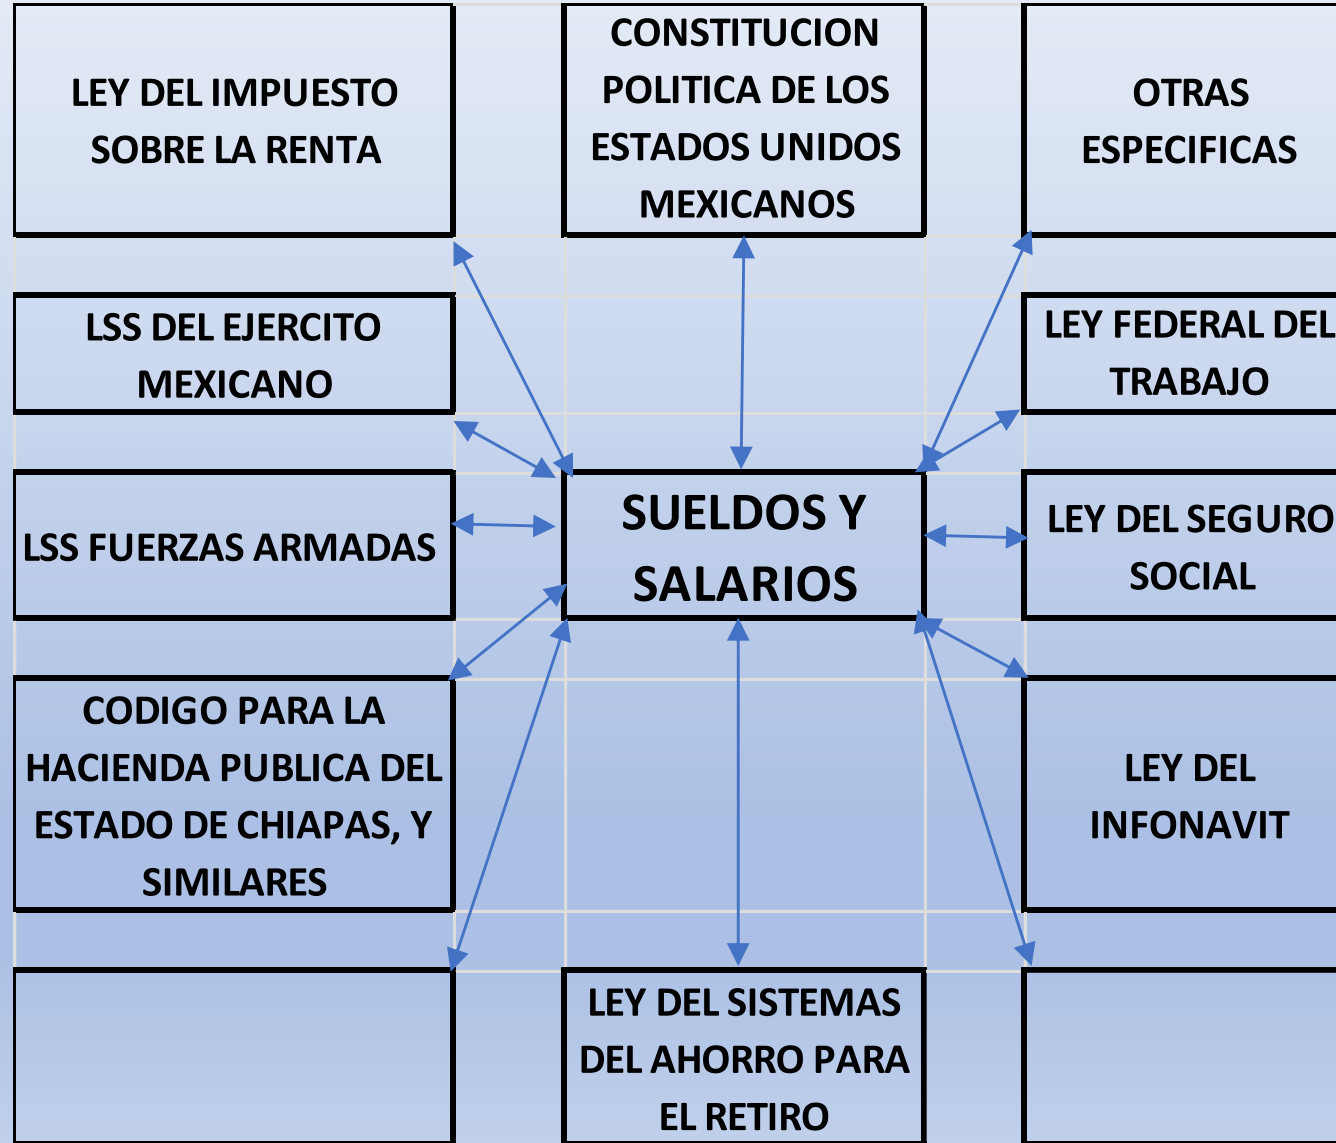 LEY DEL IMPUESTO
SOBRE LA RENTA
CONSTITUCION
POLITICA DE LOS
ESTADOS UNIDOS
MEXICANOS
OTRAS
ESPECIFICAS
LSS DEL EJERCITO
MEXICANO
LEY FEDERAL DEL
TRABAJO
LSS FUERZAS ARMADAS
SUELDOS Y
SALARIOS
LEY DEL SEGURO
SOCIAL
CODIGO PARA LA
HACIENDA PUBLICA DEL
ESTADO DE CHIAPAS, Y
SIMILARES
LEY DEL
INFONAVIT
LEY DEL SISTEMAS
DEL AHORRO PARA
EL RETIRO